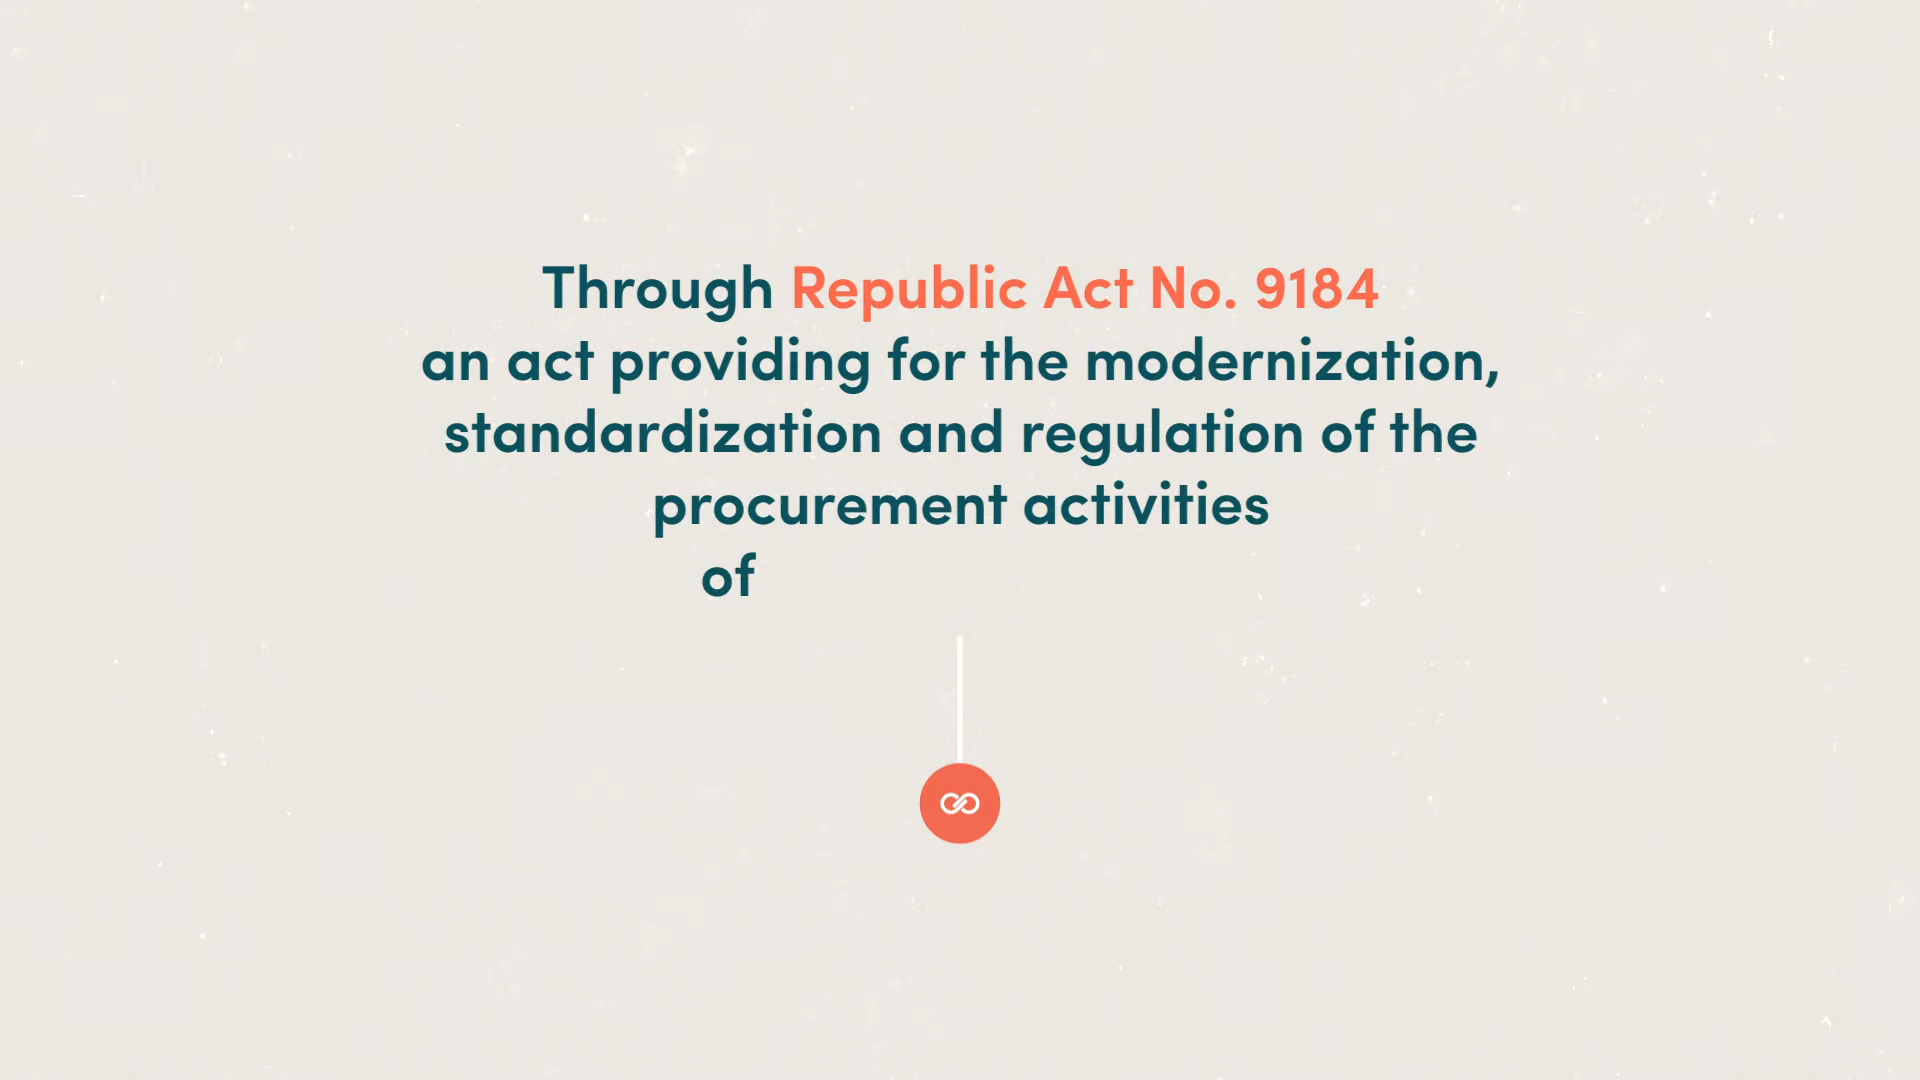 Through Republic Act No. 9184
an act providing for the modernization,
standardization and regulation of the
procurement activities
of